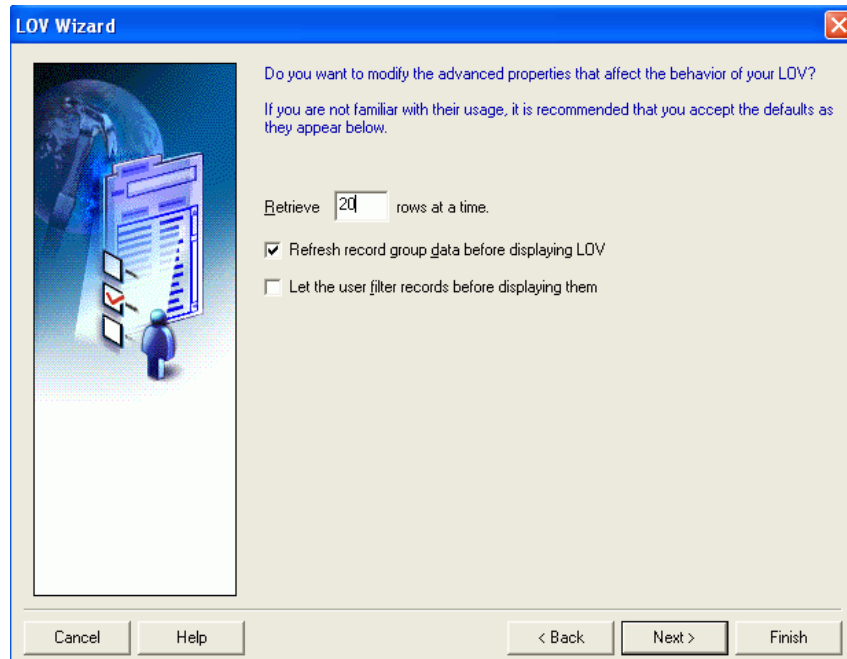 LOV Wizard
Do you want to modify the advanced properties that affect the behavior of your LOV?
If you are not familiar with their usage, it is recommended that you accept the defaults as
they appear below.
Retrieve 20 rows at a time.
Refresh record group data before displaying LOV
Let the user filter records before displaying them
Cancel Help < Back Next > Finish